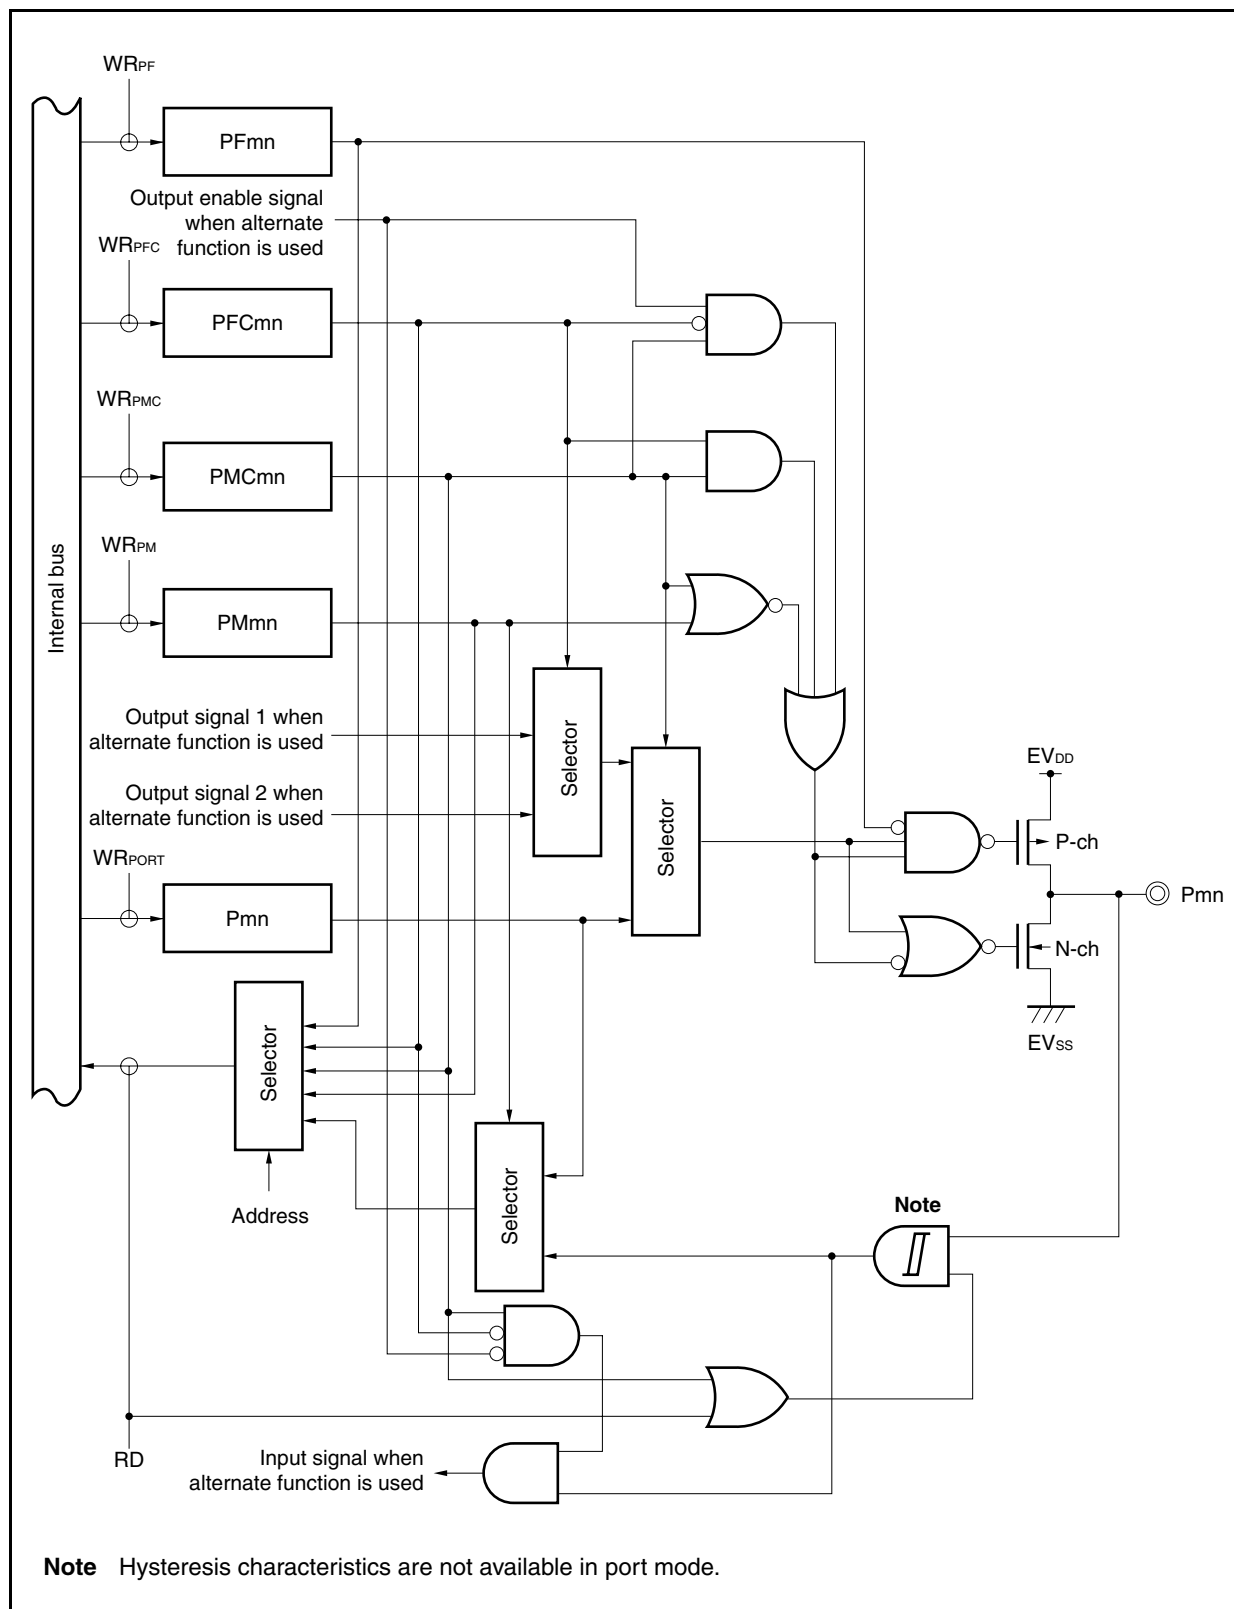 WRPF
PFmn
Output enable signal
when alternate
function is used
WRPFC
PFCmn
WRPMC
PMCmn
WRPM
Internal bus
PMmn
Output signal 1 when
alternate function is used
Selector
Output signal 2 when
alternate function is used
Selector
EVDD
P-ch
WRPORT
Pmn
Pmn
N-ch
EVSS
Selector
Address
Selector
Note
RD
Input signal when
alternate function is used
Note Hysteresis characteristics are not available in port mode.